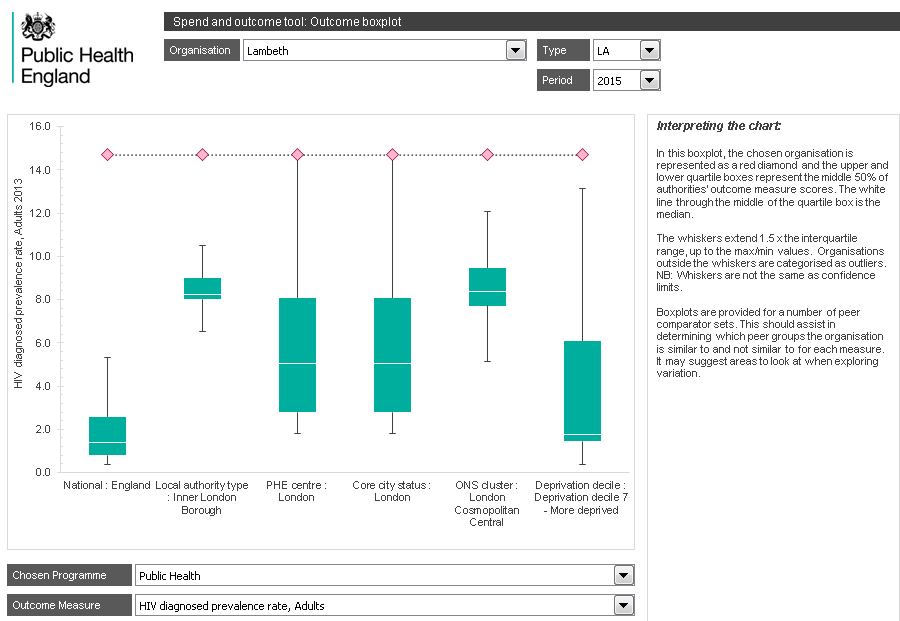 Public Health
England
Spend and outcome tool: Outcome boxplot
Organisation
Lambeth
Type
LA
Period
2015
HIV diagnosed prevalence rate, Adults 2013
16.0
14.0
12.0
10.0
8.0
6.0
4.0
2.0
0.0
National : England
Local authority type
: Inner London
Borough
PHE centre :
London
Core city status :
London
ONS cluster :
London
Cosmopolitan
Central
Deprivation decile :
Deprivation decile 7
- More deprived
Interpreting the chart:
In this boxplot, the chosen organisation is
represented as a red diamond and the upper and
lower quartile boxes represent the middle 50% of
authorities' outcome measure scores. The white
line through the middle of the quartile box is the
median.
The whiskers extend 1.5 x the interquartile
range, up to the max/min values. Organisations
outside the whiskers are categorised as outliers.
NB: Whiskers are not the same as confidence
limits.
Boxplots are provided for a number of peer
comparator sets. This should assist in
determining which peer groups the organisation
is similar to and not similar to for each measure.
It may suggest areas to look at when exploring
variation.
Chosen Programme
Public Health
Outcome Measure
HIV diagnosed prevalence rate, Adults